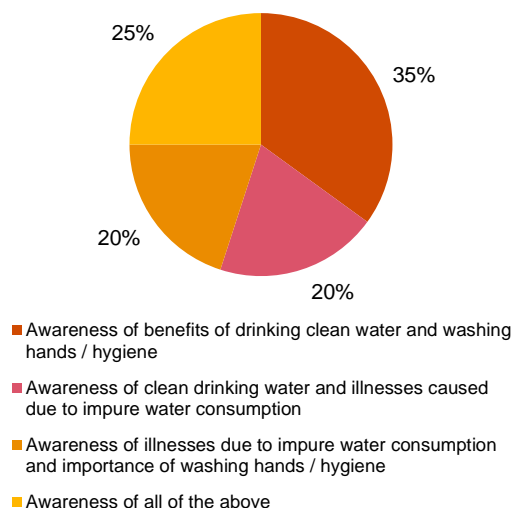 25%
35%
20%
20%
Awareness of benefits of drinking clean water and washing
hands / hygiene
Awareness of clean drinking water and illnesses caused
due to impure water consumption
Awareness of illnesses due to impure water consumption
and importance of washing hands / hygiene
Awareness of all of the above